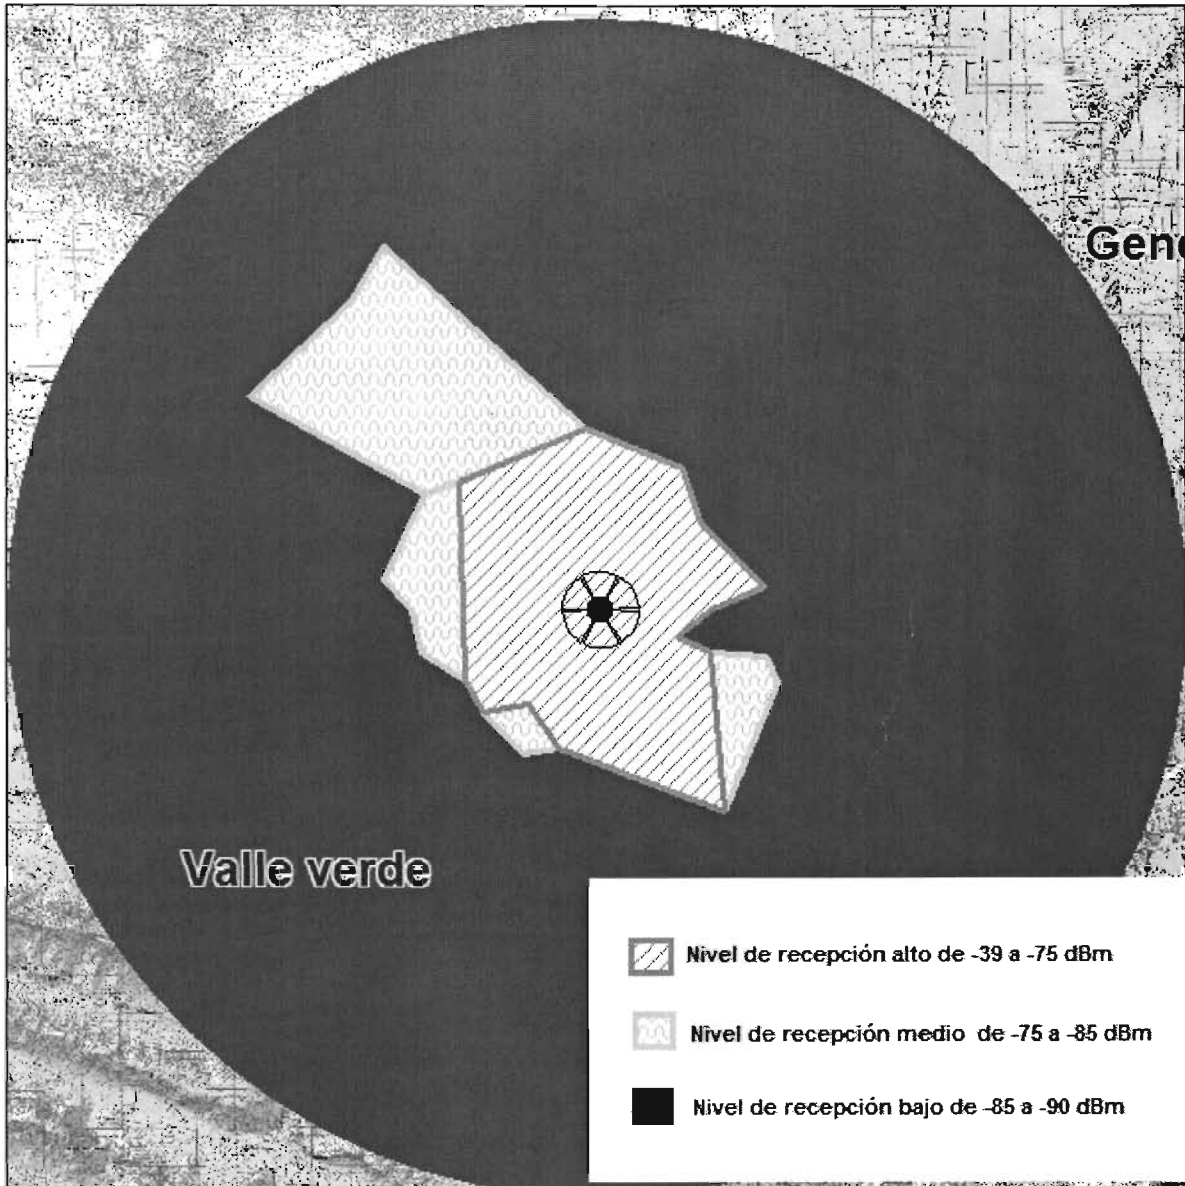 Gene
Valle verde
Nivel de recepción alto de -39 a -75 dBm
Nivel de recepción medio de -75 a -85 dBm
Nivel de recepción bajo de -85 a -90 dBm